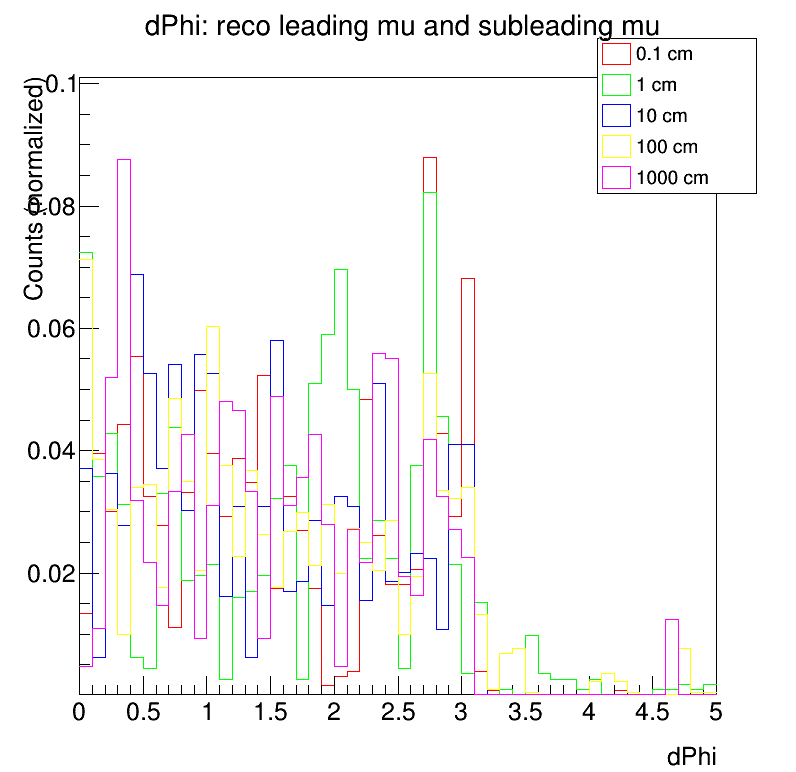 dPhi: reco leading mu and subleading mu
0.1 cm
1 cm
10 cm
100 cm
1000 cm
Counts (normalized)
0.1
0.08
0.06
0.04
0.02
0 0.5 1 1.5 2 2.5 3 3.5 4 4.5 5
dPhi